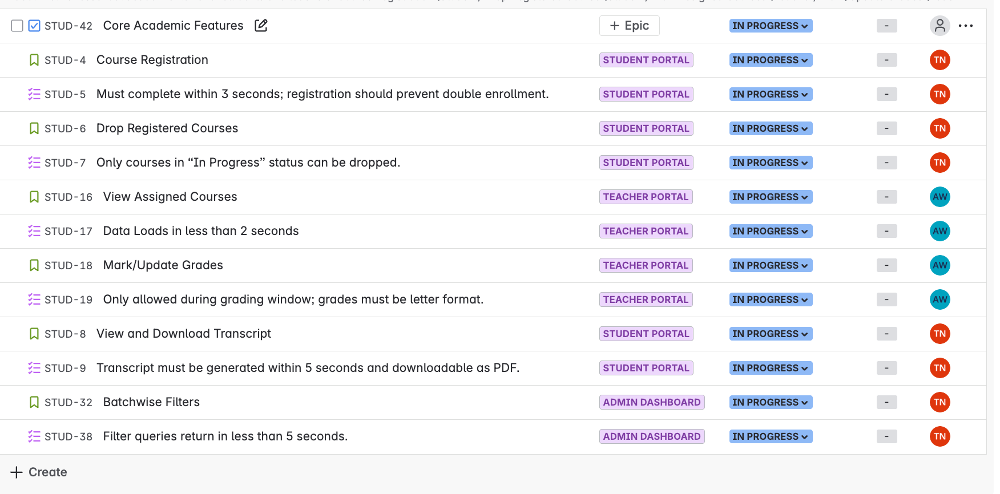 STUD-42 Core Academic Features + Epic IN PROGRESS -
STUD-4 Course Registration STUDENT PORTAL IN PROGRESS - TN
STUD-5 Must complete within 3 seconds; registration should prevent double enrollment. STUDENT PORTAL IN PROGRESS - TN
STUD-6 Drop Registered Courses STUDENT PORTAL IN PROGRESS - TN
STUD-7 Only courses in “In Progress” status can be dropped. STUDENT PORTAL IN PROGRESS - TN
STUD-16 View Assigned Courses TEACHER PORTAL IN PROGRESS - AW
STUD-17 Data Loads in less than 2 seconds TEACHER PORTAL IN PROGRESS - AW
STUD-18 Mark/Update Grades TEACHER PORTAL IN PROGRESS - AW
STUD-19 Only allowed during grading window; grades must be letter format. TEACHER PORTAL IN PROGRESS - AW
STUD-8 View and Download Transcript STUDENT PORTAL IN PROGRESS - TN
STUD-9 Transcript must be generated within 5 seconds and downloadable as PDF. STUDENT PORTAL IN PROGRESS - TN
STUD-32 Batchwise Filters ADMIN DASHBOARD IN PROGRESS - TN
STUD-38 Filter queries return in less than 5 seconds. ADMIN DASHBOARD IN PROGRESS - TN
+ Create